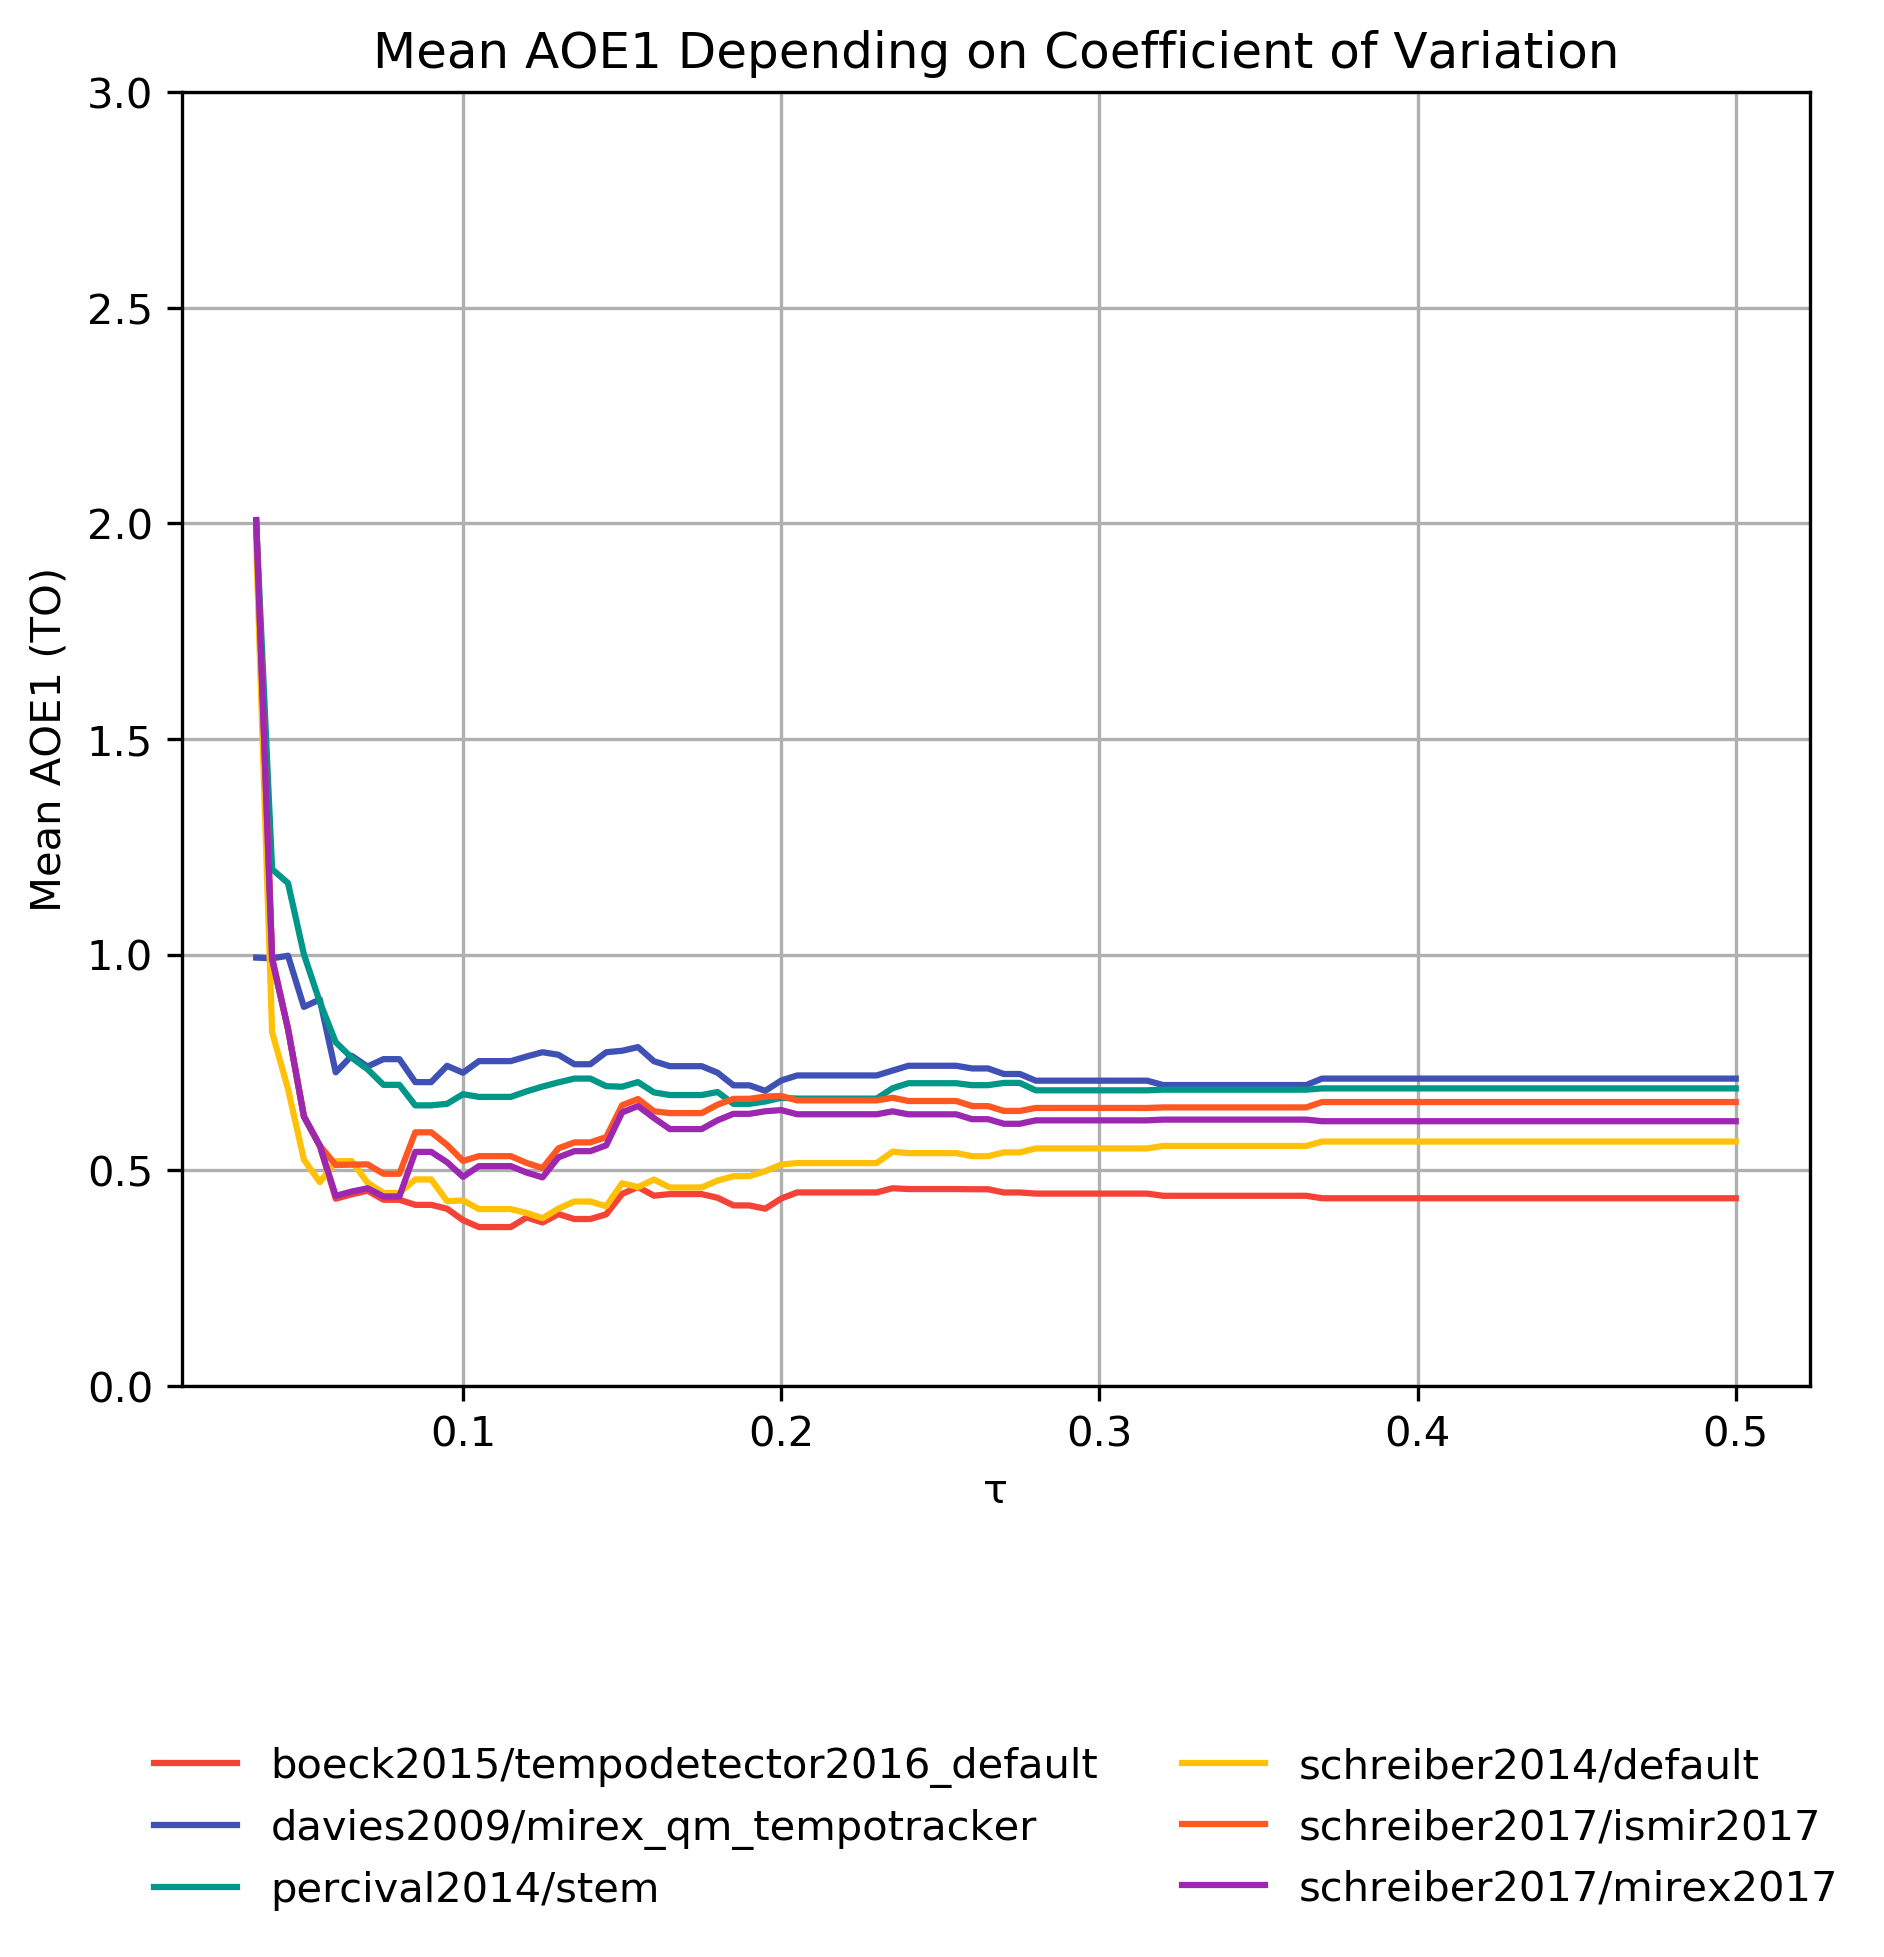 Mean AOE1 Depending on Coefficient of Variation
3.0
2.5
2.0
1.5
1.0
0.5
0.0
Mean AOE1 (TO)
0.1 0.2 0.3 0.4 0.5
τ
boeck2015/tempodetector2016_default
davies2009/mirex_qm_tempotracker
percival2014/stem
schreiber2014/default
schreiber2017/ismir2017
schreiber2017/mirex2017